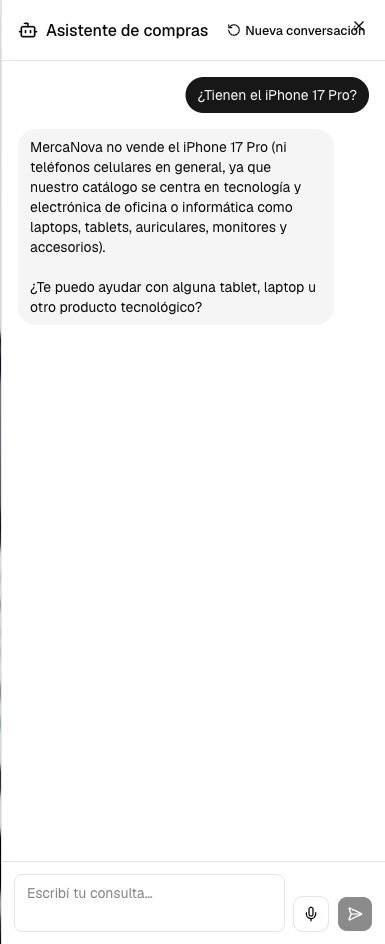 Asistente de compras
Nueva conversación
¿Tienen el iPhone 17 Pro?
MercaNova no vende el iPhone 17 Pro (ni
teléfonos celulares en general, ya que
nuestro catálogo se centra en tecnología y
electrónica de oficina o informática como
laptops, tablets, auriculares, monitores y
accesorios).
¿Te puedo ayudar con alguna tablet, laptop u
otro producto tecnológico?
Escribí tu consulta...